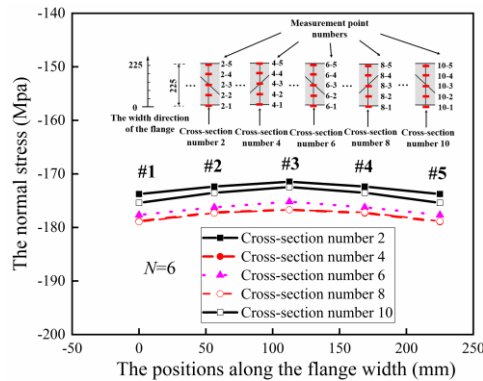 -140
-150
-160
-170
-180
-190
-200
The normal stress (Mpa)
Measurement point
numbers
225
0
225
The width direction
of the flange
2-5
2-4
2-3
2-2
2-1
4-5
4-4
4-3
4-2
4-1
6-5
6-4
6-3
6-2
6-1
8-5
8-4
8-3
8-2
8-1
10-5
10-4
10-3
10-2
10-1
... ... ... ... ... ...
Cross-section
number 2
Cross-section
number 4
Cross-section
number 6
Cross-section
number 8
Cross-section
number 10
#1 #2 #3 #4 #5
N=6
Cross-section number 2
Cross-section number 4
Cross-section number 6
Cross-section number 8
Cross-section number 10
-50 0 50 100 150 200 250
The positions along the flange width (mm)